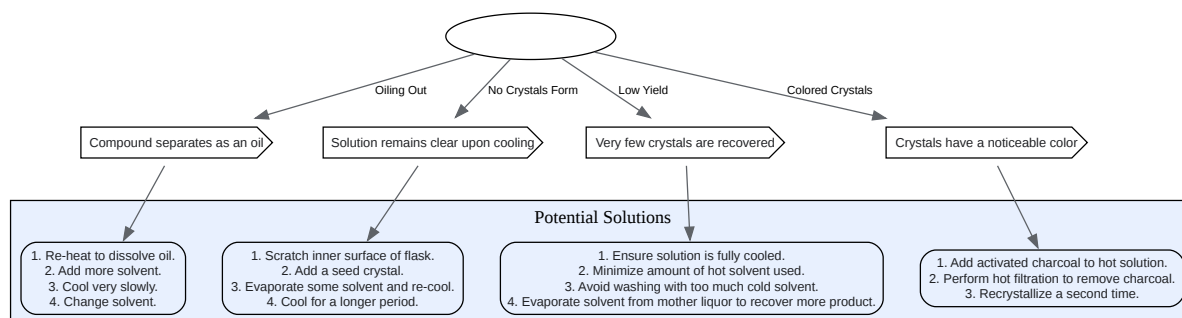 Oiling Out
No Crystals Form
Low Yield
Colored Crystals
Compound separates as an oil
Solution remains clear upon cooling
Very few crystals are recovered
Crystals have a noticeable color
Potential Solutions
1. Re-heat to dissolve oil.
2. Add more solvent.
3. Cool very slowly.
4. Change solvent.
1. Scratch inner surface of flask.
2. Add a seed crystal.
3. Evaporate some solvent and re-cool.
4. Cool for a longer period.
1. Ensure solution is fully cooled.
2. Minimize amount of hot solvent used.
3. Avoid washing with too much cold solvent.
4. Evaporate solvent from mother liquor to recover more product.
1. Add activated charcoal to hot solution.
2. Perform hot filtration to remove charcoal.
3. Recrystallize a second time.